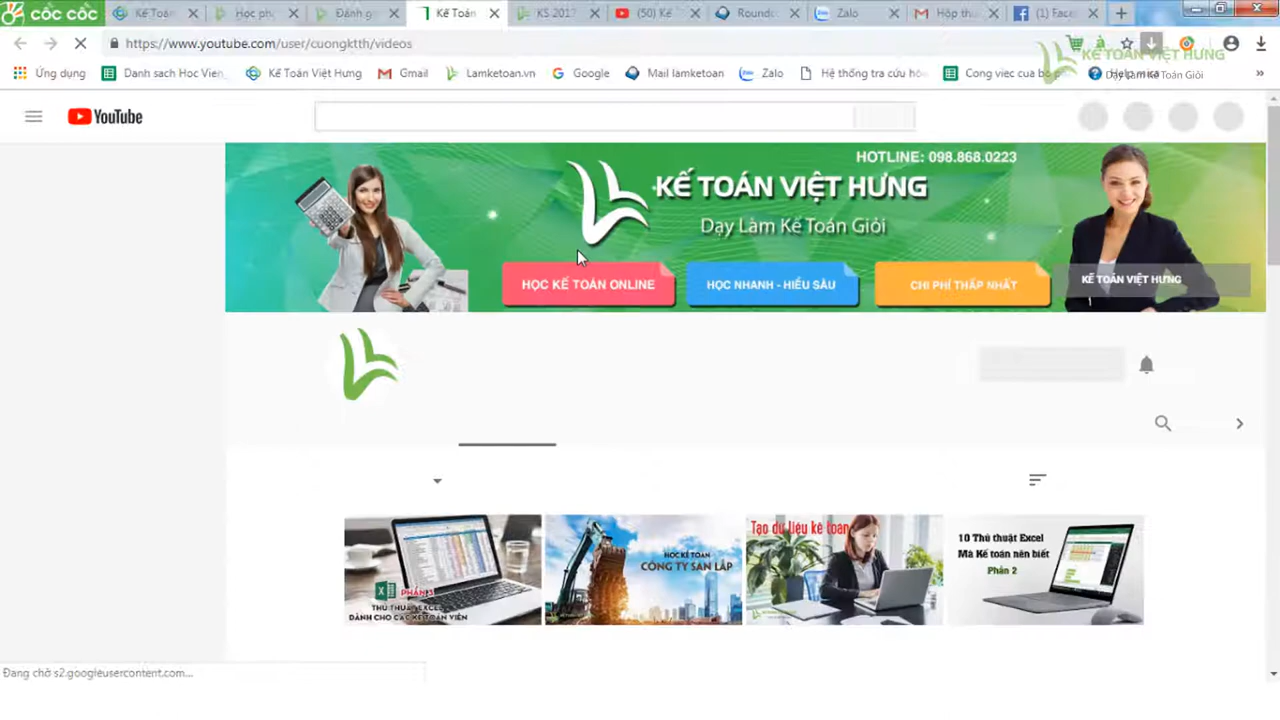 cốc cốc
Kế Toán
Học ph
Đánh g
Kế Toán
KS 2017
(50) Kế
Roundc
Zalo
Hộp thu
(1) Face
https://www.youtube.com/user/cuongktth/videos
KẾ TOÁN VIỆT HƯNG
Dạy Làm Kế Toán Giỏi
Ứng dụng
Danh sach Hoc Vien
Kế Toán Việt Hưng
Gmail
Lamketoan.vn
Google
Mail lamketoan
Zalo
Hệ thống tra cứu hó
Cong viec cua bo p
YouTube
HOTLINE: 098.868.0223
KẾ TOÁN VIỆT HƯNG
Dạy Làm Kế Toán Giỏi
HỌC KẾ TOÁN ONLINE
HỌC NHANH - HIỂU SÂU
CHI PHÍ THẤP NHẤT
KẾ TOÁN VIỆT HƯNG
PHẦN 3
THỦ THUẬT EXCEL
DÀNH CHO CÁC KẾ TOÁN VIÊN
HỌC KẾ TOÁN
CÔNG TY SAN LẤP
Tạo dữ liệu kế toán
10 Thủ thuật Excel
Mà Kế toán nên biết
Phần 2
Đang chờ s2.googleusercontent.com...